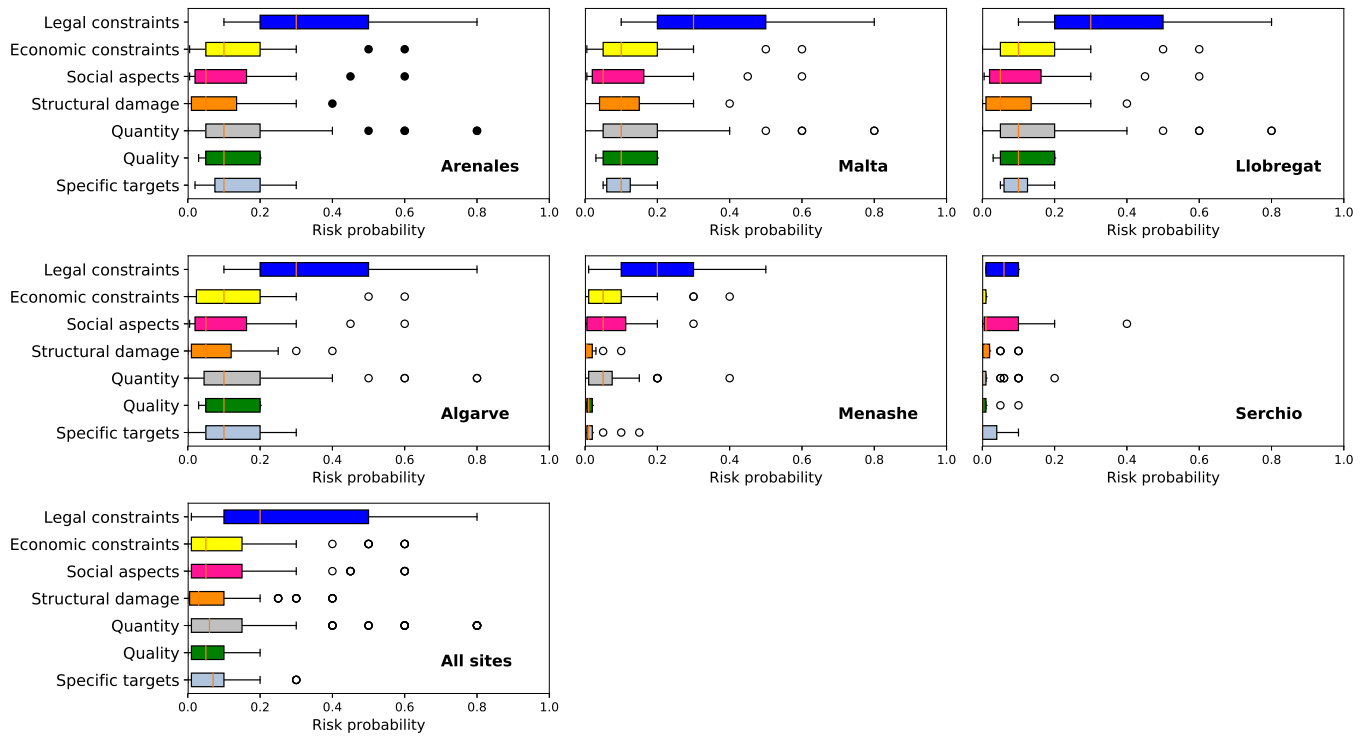 Legal constraints
Economic constraints
Social aspects
Structural damage
Quantity
Quality
Specific targets
Arenales
0.0 0.2 0.4 0.6 0.8 1.0
Risk probability
Malta
0.0 0.2 0.4 0.6 0.8 1.0
Risk probability
Llobregat
0.0 0.2 0.4 0.6 0.8 1.0
Risk probability
Legal constraints
Economic constraints
Social aspects
Structural damage
Quantity
Quality
Specific targets
Algarve
0.0 0.2 0.4 0.6 0.8 1.0
Risk probability
Menashe
0.0 0.2 0.4 0.6 0.8 1.0
Risk probability
Serchio
0.0 0.2 0.4 0.6 0.8 1.0
Risk probability
Legal constraints
Economic constraints
Social aspects
Structural damage
Quantity
Quality
Specific targets
All sites
0.0 0.2 0.4 0.6 0.8 1.0
Risk probability